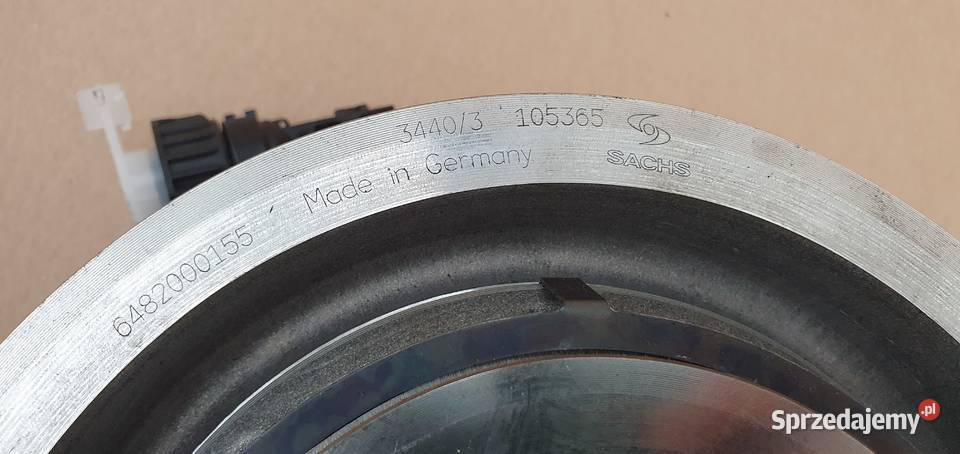 3440/3 105365
SACHS
Made in Germany
6482000155
Sprzedajemy.pl